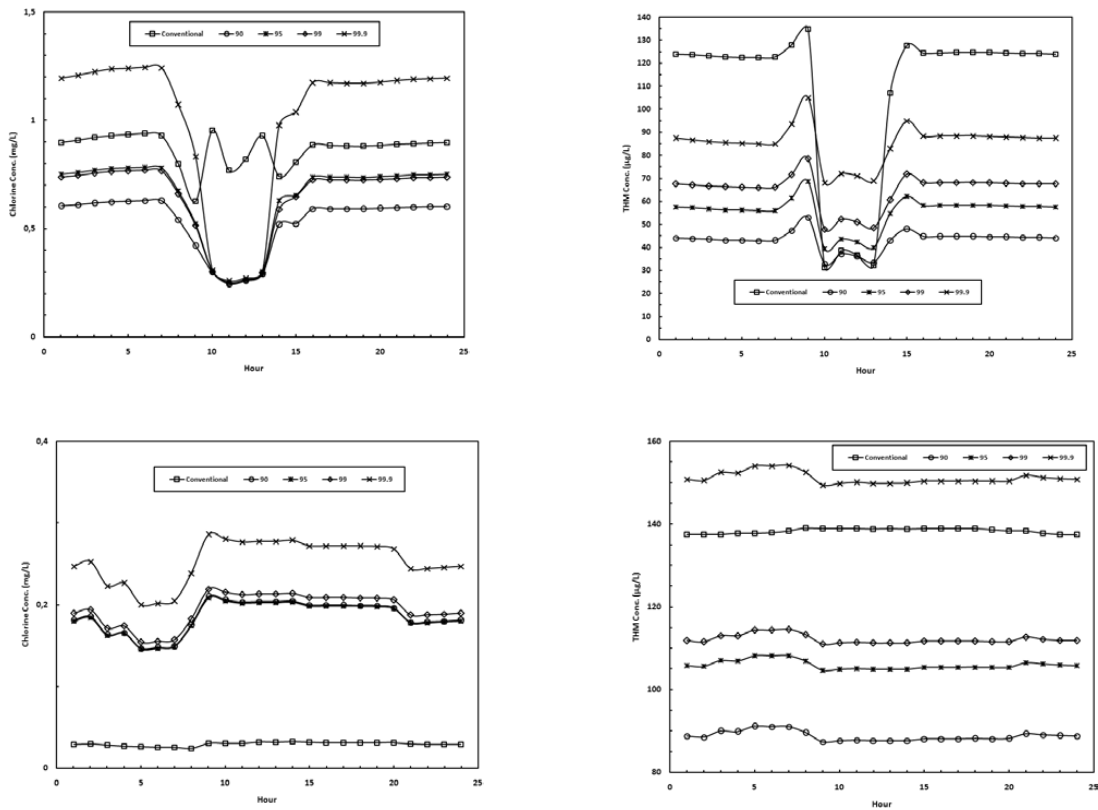 1,5
1
0,5
0
Chlorine Conc. (mg/L)
Conventional 90 95 99 99.9
0 5 10 15 20 25
Hour
140
130
120
110
100
90
80
70
60
50
40
30
20
10
0
THM Conc. (µg/L)
Conventional 90 95 99 99.9
0 5 10 15 20 25
Hour
0,4
0,2
0
Chlorine Conc. (mg/L)
Conventional 90 95 99 99.9
0 5 10 15 20 25
Hour
160
140
120
100
80
THM Conc. (µg/L)
Conventional 90 95 99 99.9
0 5 10 15 20 25
Hour